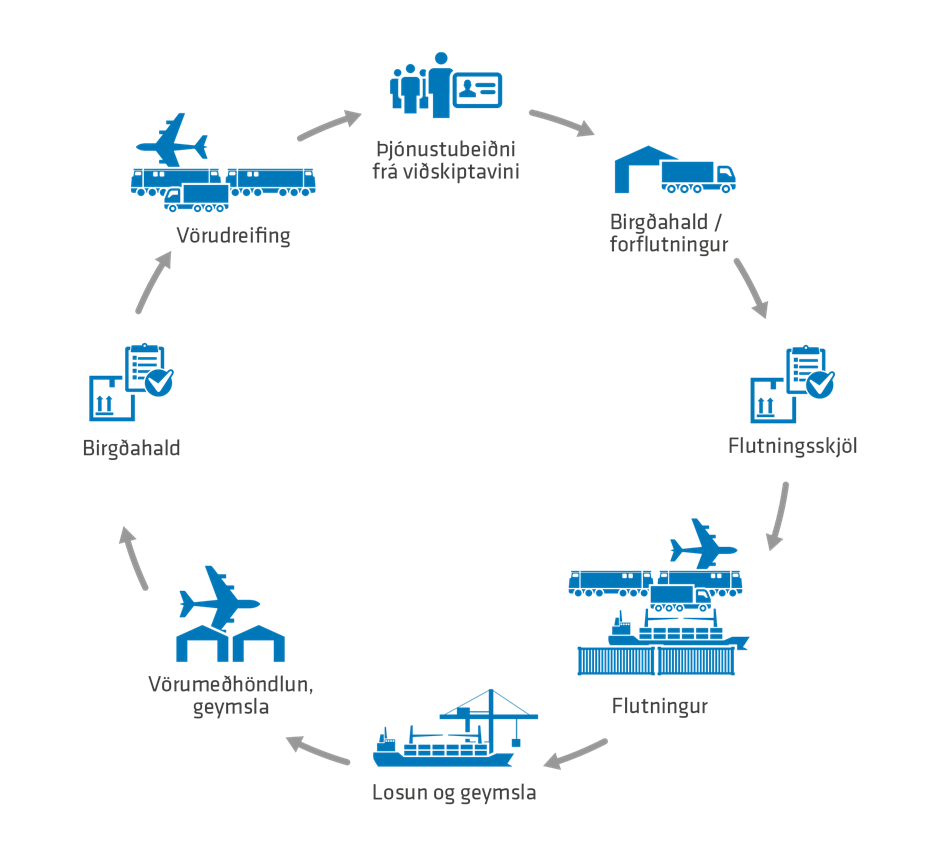 Þjónustubeiðni
frá viðskiptavini
Birgðahald /
forflutningur
Flutningsskjöl
Flutningur
Losun og geymsla
Vörumeðhöndlun,
geymsla
Birgðahald
Vörudreifing